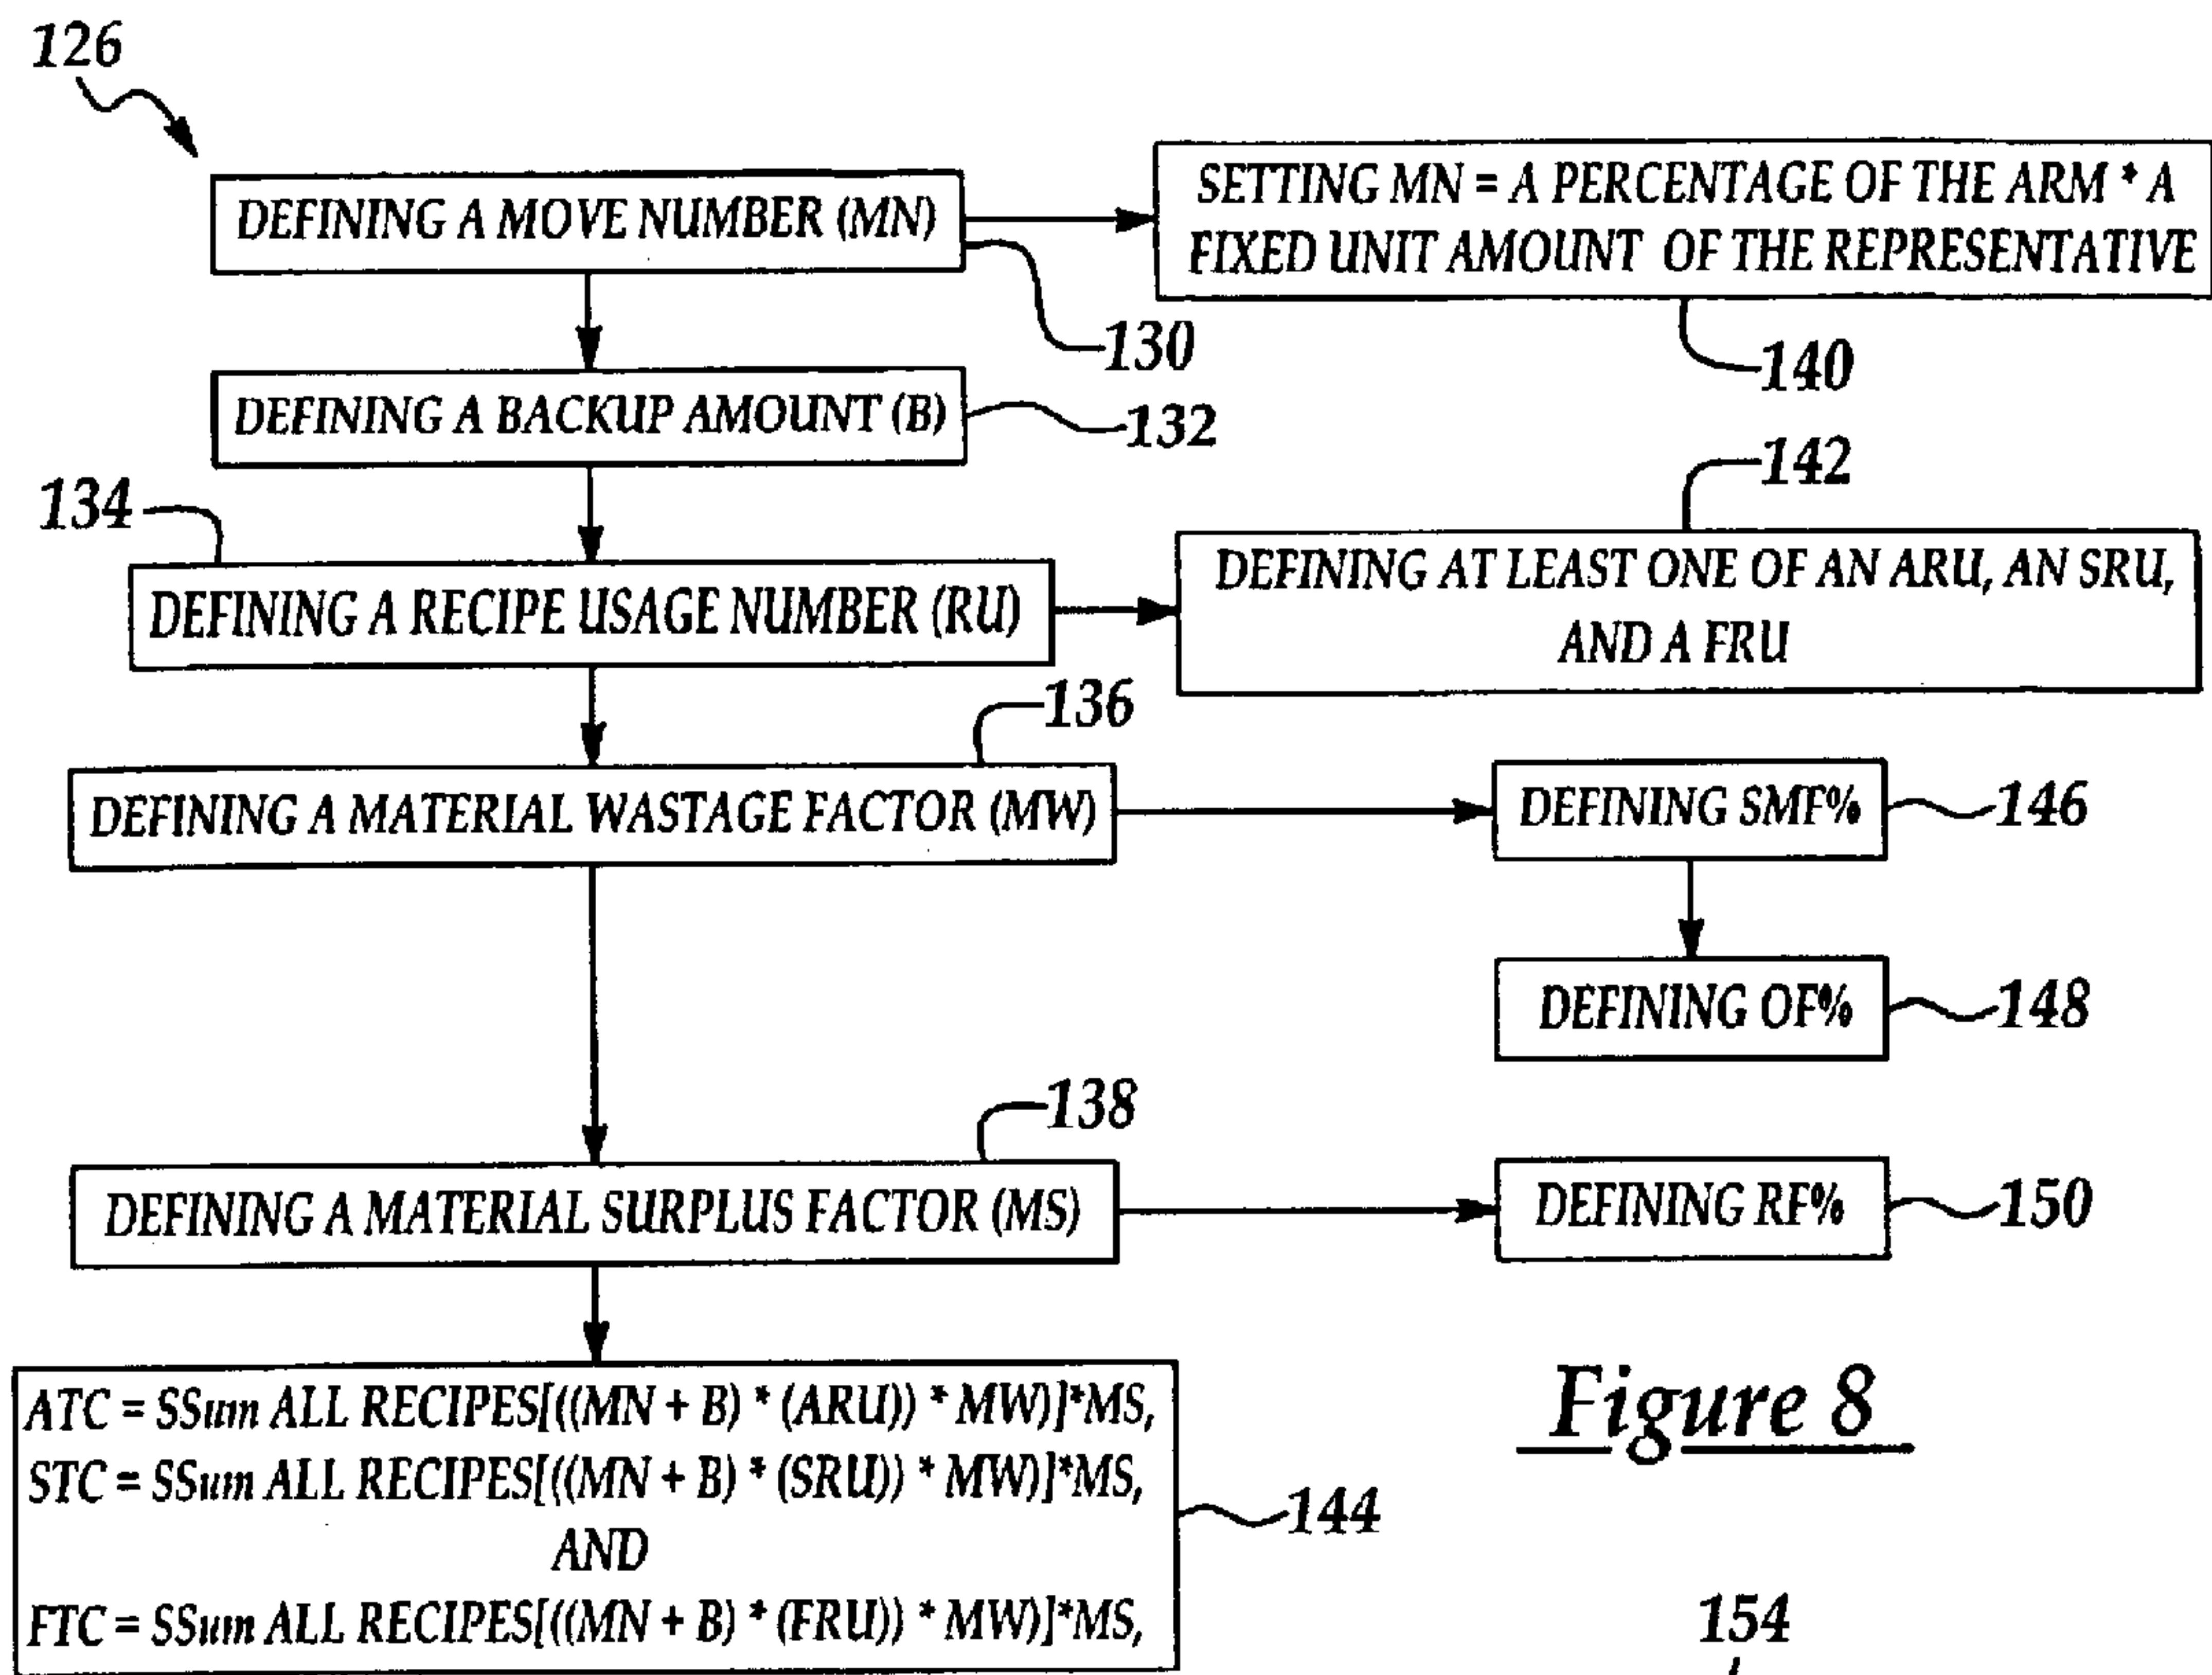 126
DEFINING A MOVE NUMBER (MN)
SETTING MN = A PERCENTAGE OF THE ARM * A
FIXED UNIT AMOUNT OF THE REPRESENTATIVE
130
140
DEFINING A BACKUP AMOUNT (B)
132
134
142
DEFINING A RECIPE USAGE NUMBER (RU)
DEFINING AT LEAST ONE OF AN ARU, AN SRU,
AND A FRU
136
DEFINING A MATERIAL WASTAGE FACTOR (MW)
DEFINING SMF%
146
DEFINING OF%
148
138
DEFINING A MATERIAL SURPLUS FACTOR (MS)
DEFINING RF%
150
ATC = SSum ALL RECIPES[((MN + B) * (ARU)) * MW)]*MS,
STC = SSum ALL RECIPES[((MN + B) * (SRU)) * MW)]*MS,
AND
FTC = SSum ALL RECIPES[((MN + B) * (FRU)) * MW)]*MS,
144
Figure 8
154